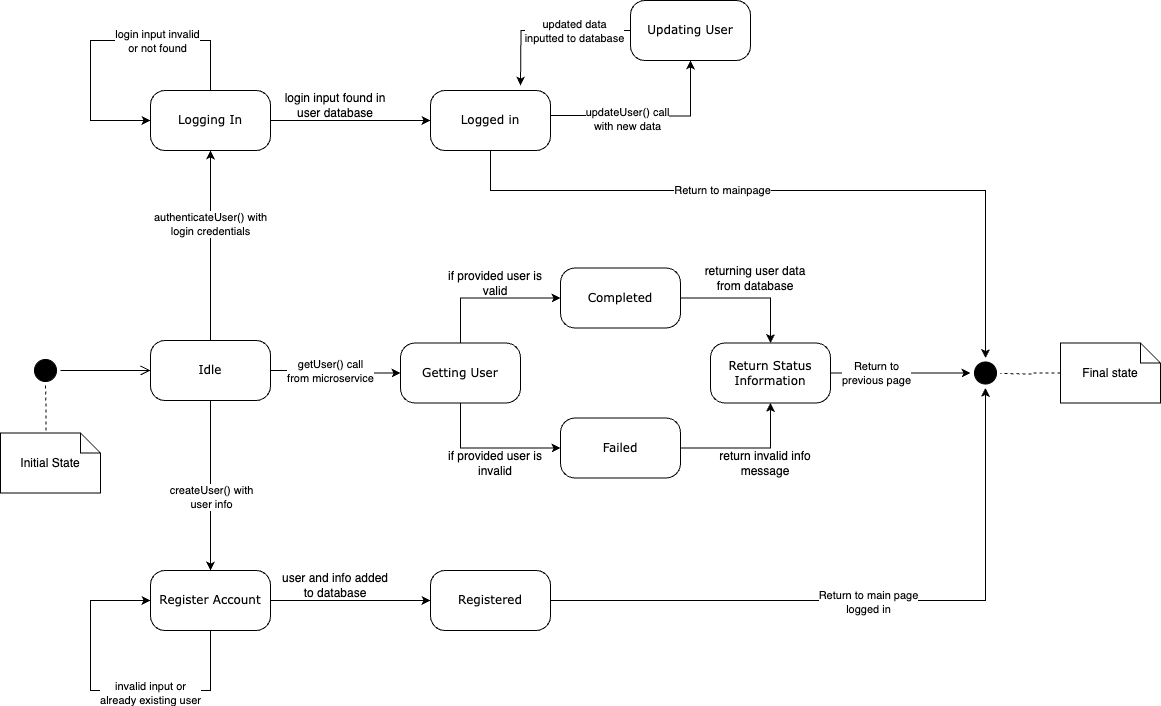 updated data
inputted to database
Updating User
login input invalid
or not found
Logging In
login input found in
user database
Logged in
updateUser() call
with new data
Return to mainpage
authenticateUser() with
login credentials
if provided user is
valid
Completed
returning user data
from database
Idle
getUser() call
from microservice
Getting User
Return Status
Information
Return to
previous page
Final state
Initial State
if provided user is
invalid
Failed
return invalid info
message
createUser() with
user info
Register Account
user and info added
to database
Registered
Return to main page
logged in
invalid input or
already existing user